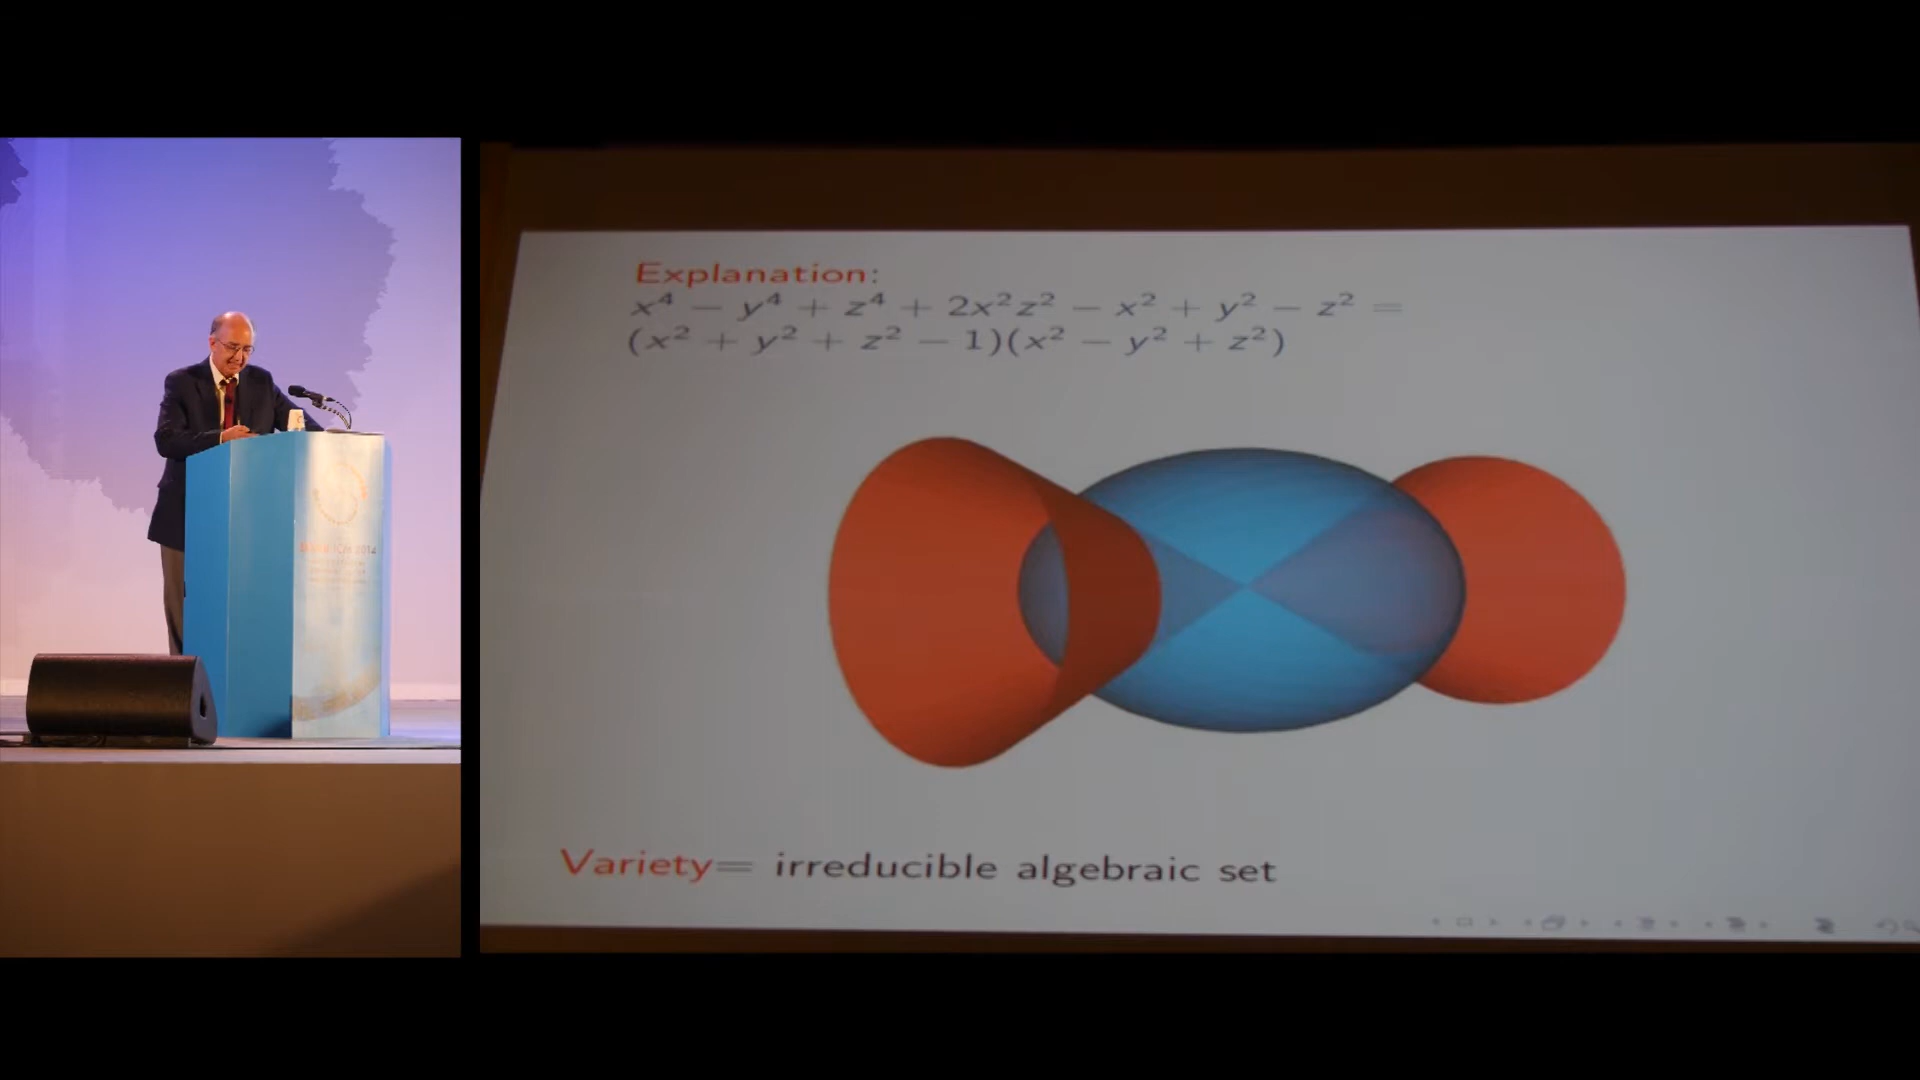 Explanation:
x⁴ − y⁴ + z⁴ + 2x²z² − x² + y² − z² =
(x² + y² + z² − 1)(x² − y² + z²)
Variety= irreducible algebraic set
2014